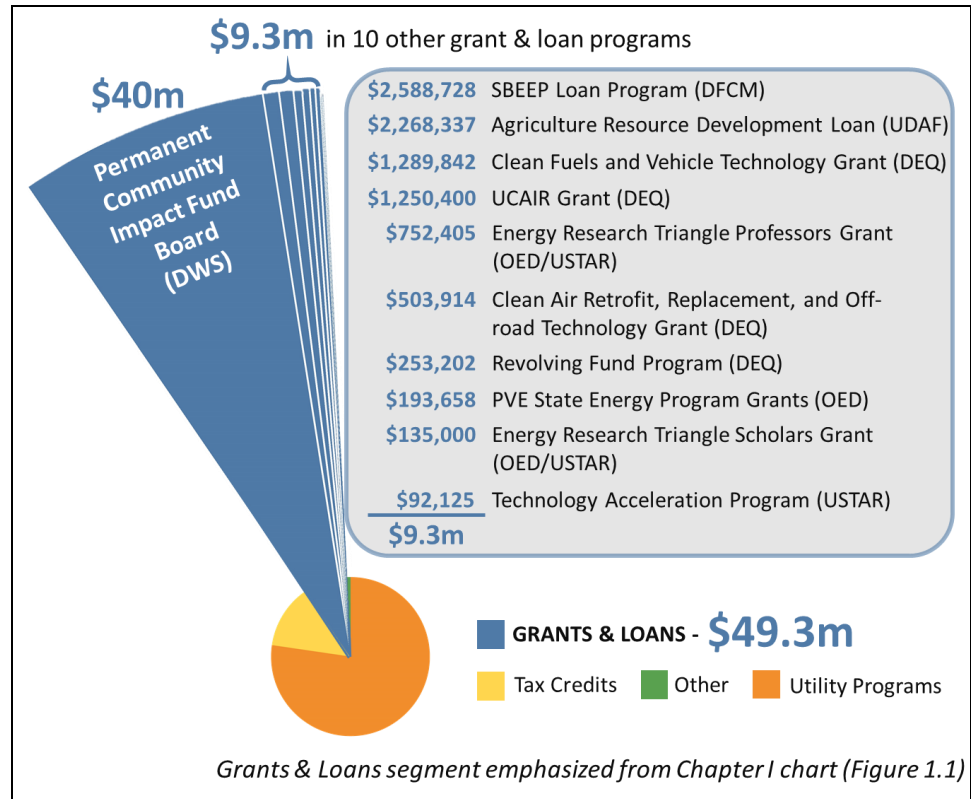 $9.3m in 10 other grant & loan programs
$40m
Permanent
Community
Impact Fund
Board
(DWS)
$2,588,728 SBEEP Loan Program (DFCM)
$2,268,337 Agriculture Resource Development Loan (UDAF)
$1,289,842 Clean Fuels and Vehicle Technology Grant (DEQ)
$1,250,400 UCAIR Grant (DEQ)
$752,405 Energy Research Triangle Professors Grant
(OED/USTAR)
$503,914 Clean Air Retrofit, Replacement, and Off-
road Technology Grant (DEQ)
$253,202 Revolving Fund Program (DEQ)
$193,658 PVE State Energy Program Grants (OED)
$135,000 Energy Research Triangle Scholars Grant
(OED/USTAR)
$92,125 Technology Acceleration Program (USTAR)
$9.3m
GRANTS & LOANS - $49.3m
Tax Credits Other Utility Programs
Grants & Loans segment emphasized from Chapter I chart (Figure 1.1)